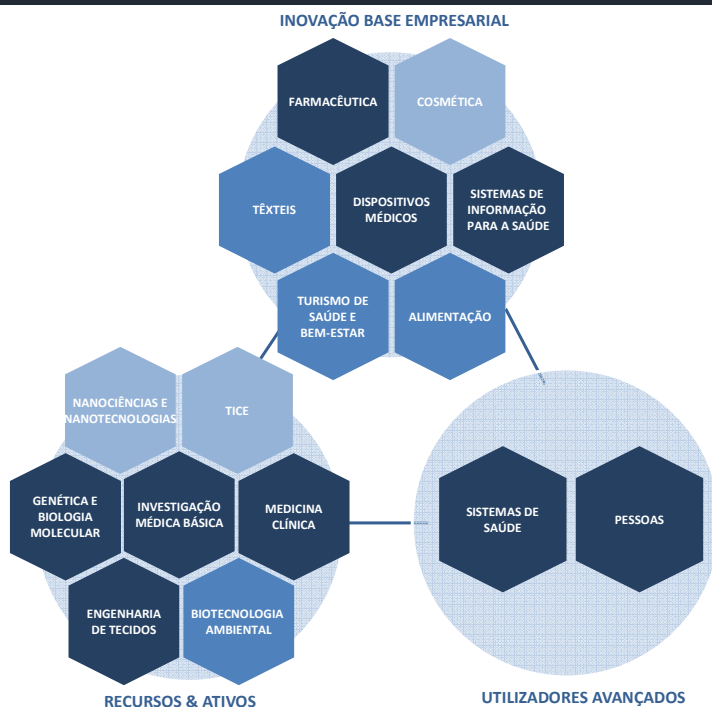 INOVAÇÃO BASE EMPRESARIAL
FARMACÊUTICA
COSMÉTICA
TÊXTEIS
DISPOSITIVOS
MÉDICOS
SISTEMAS DE
INFORMAÇÃO
PARA A SAÚDE
TURISMO DE
SAÚDE E
BEM-ESTAR
ALIMENTAÇÃO
NANOCIÊNCIAS E
NANOTECNOLOGIAS
TICE
GENÉTICA E
BIOLOGIA
MOLECULAR
INVESTIGAÇÃO
MÉDICA BÁSICA
MEDICINA
CLÍNICA
ENGENHARIA
DE TECIDOS
BIOTECNOLOGIA
AMBIENTAL
RECURSOS & ATIVOS
SISTEMAS DE
SAÚDE
PESSOAS
UTILIZADORES AVANÇADOS